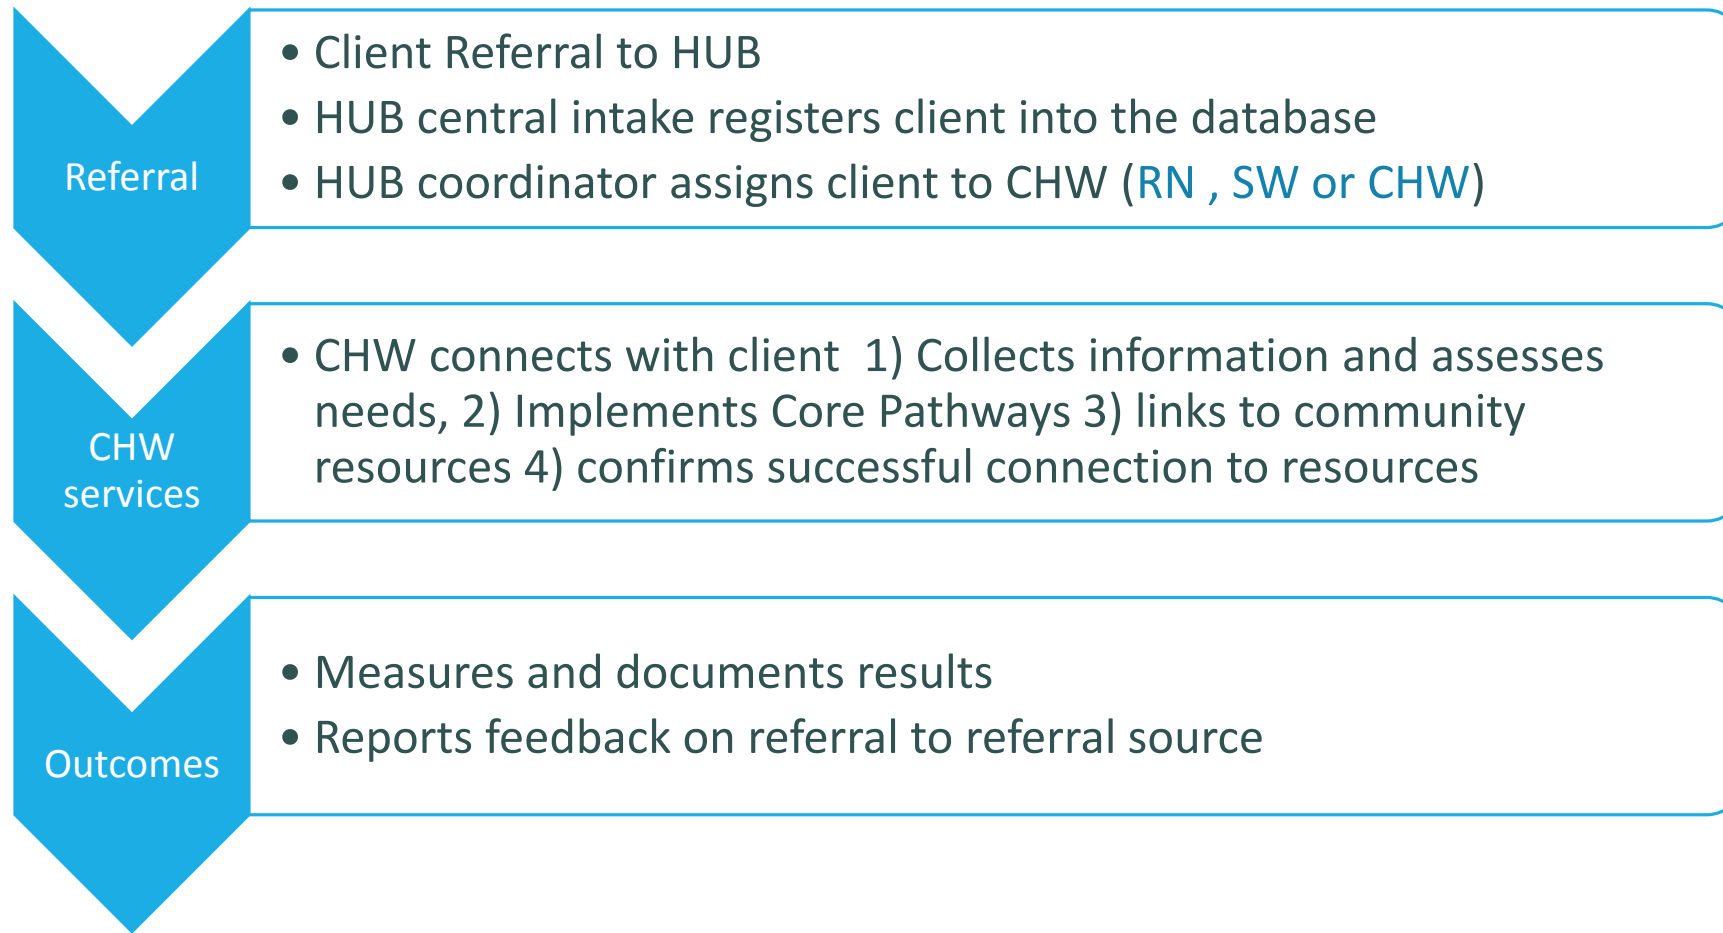 Referral
• Client Referral to HUB
• HUB central intake registers client into the database
• HUB coordinator assigns client to CHW (RN , SW or CHW)
CHW
services
• CHW connects with client  1) Collects information and assesses
needs, 2) Implements Core Pathways 3) links to community
resources 4) confirms successful connection to resources
Outcomes
• Measures and documents results
• Reports feedback on referral to referral source